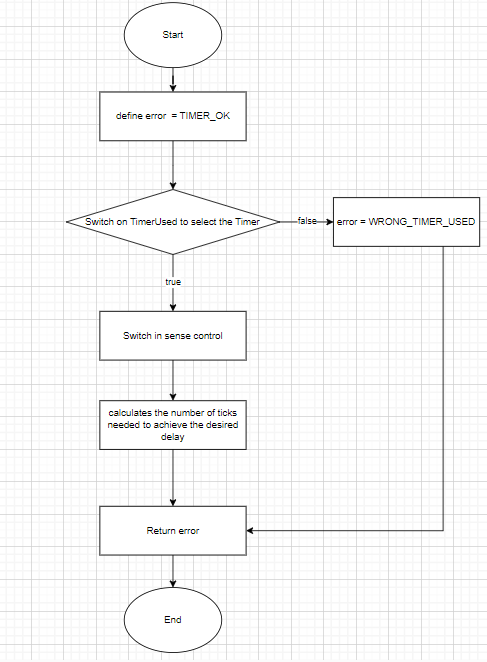 Start
define error = TIMER_OK
Switch on TimerUsed to select the Timer
false
error = WRONG_TIMER_USED
true
Switch in sense control
calculates the number of ticks
needed to achieve the desired
delay
Return error
End